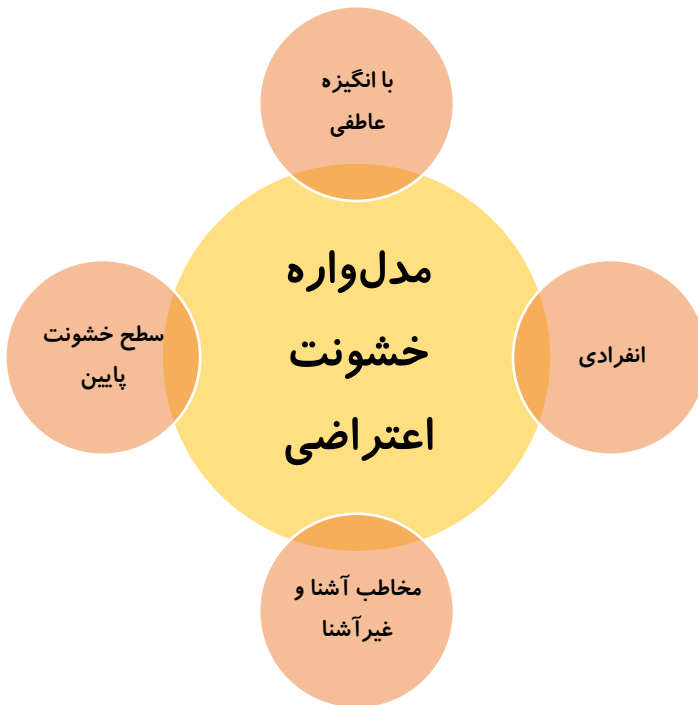 با انگیزه
عاطفی
مدل‌واره
خشونت
اعتراضی
انفرادی
سطح خشونت
پایین
مخاطب آشنا و
غیرآشنا